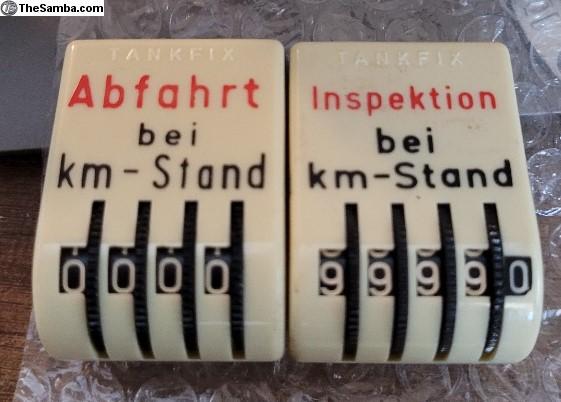 TheSamba.com
TANKFIX
Abfahrt
bei
km-Stand
0000
TANKFIX
Inspektion
bei
km-Stand
99990